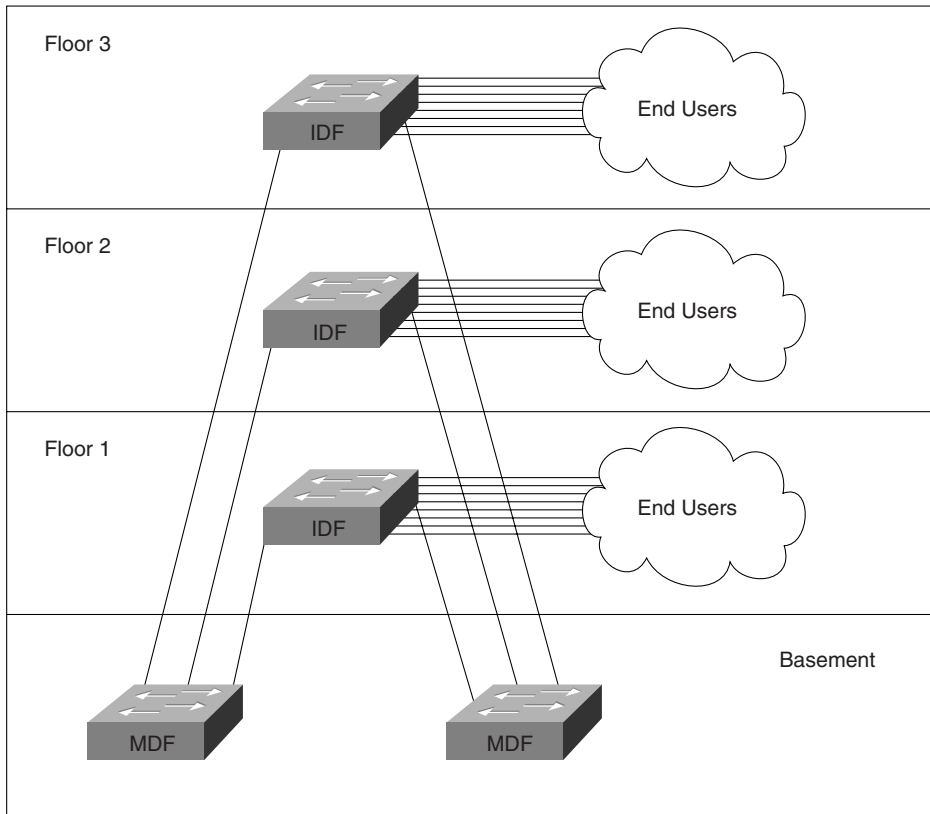 Floor 3
IDF
End Users
Floor 2
IDF
End Users
Floor 1
IDF
End Users
Basement
MDF
MDF